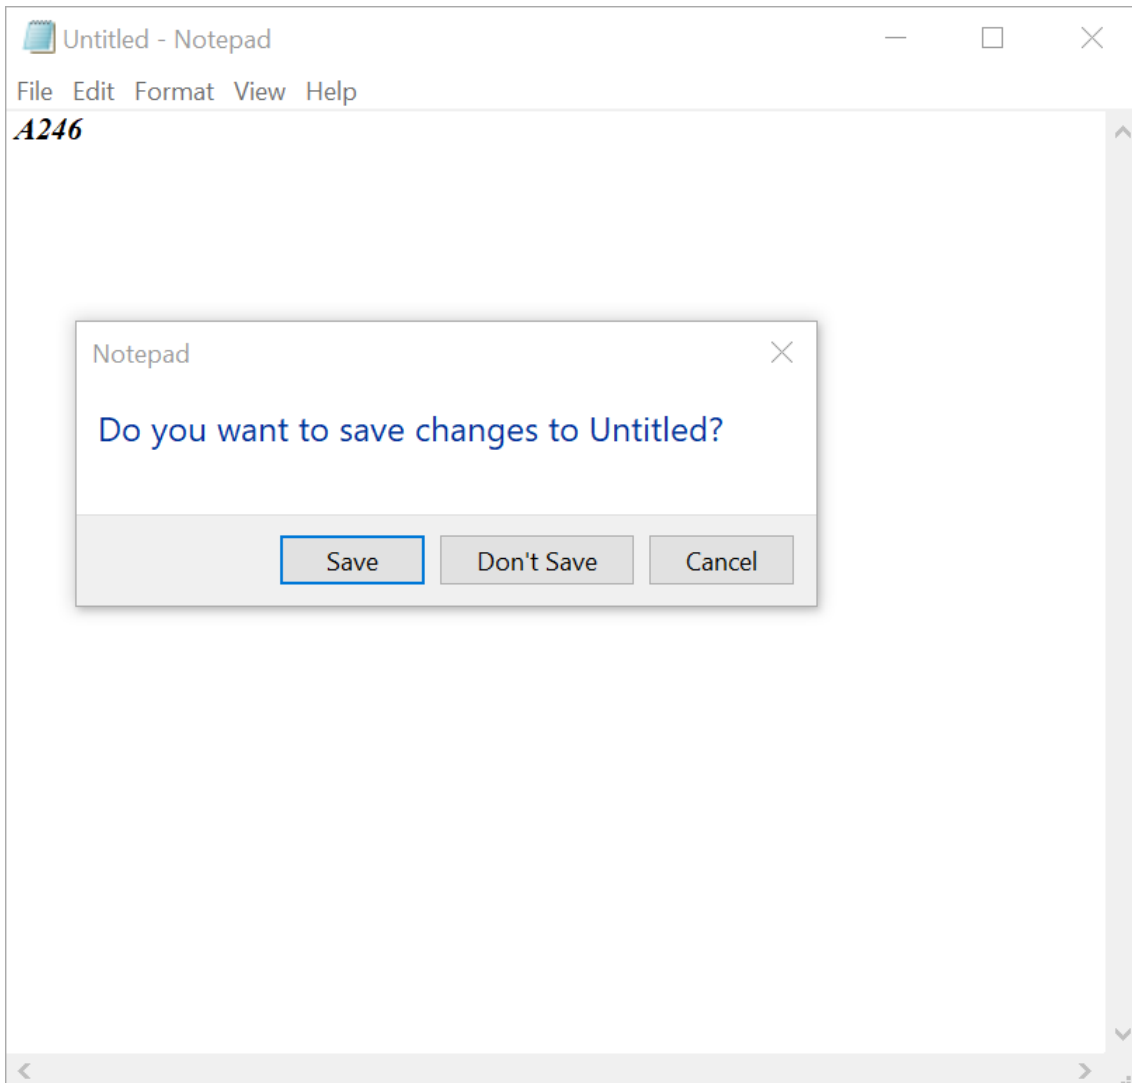 Untitled - Notepad
File Edit Format View Help
A246
Notepad
Do you want to save changes to Untitled?
Save Don't Save Cancel